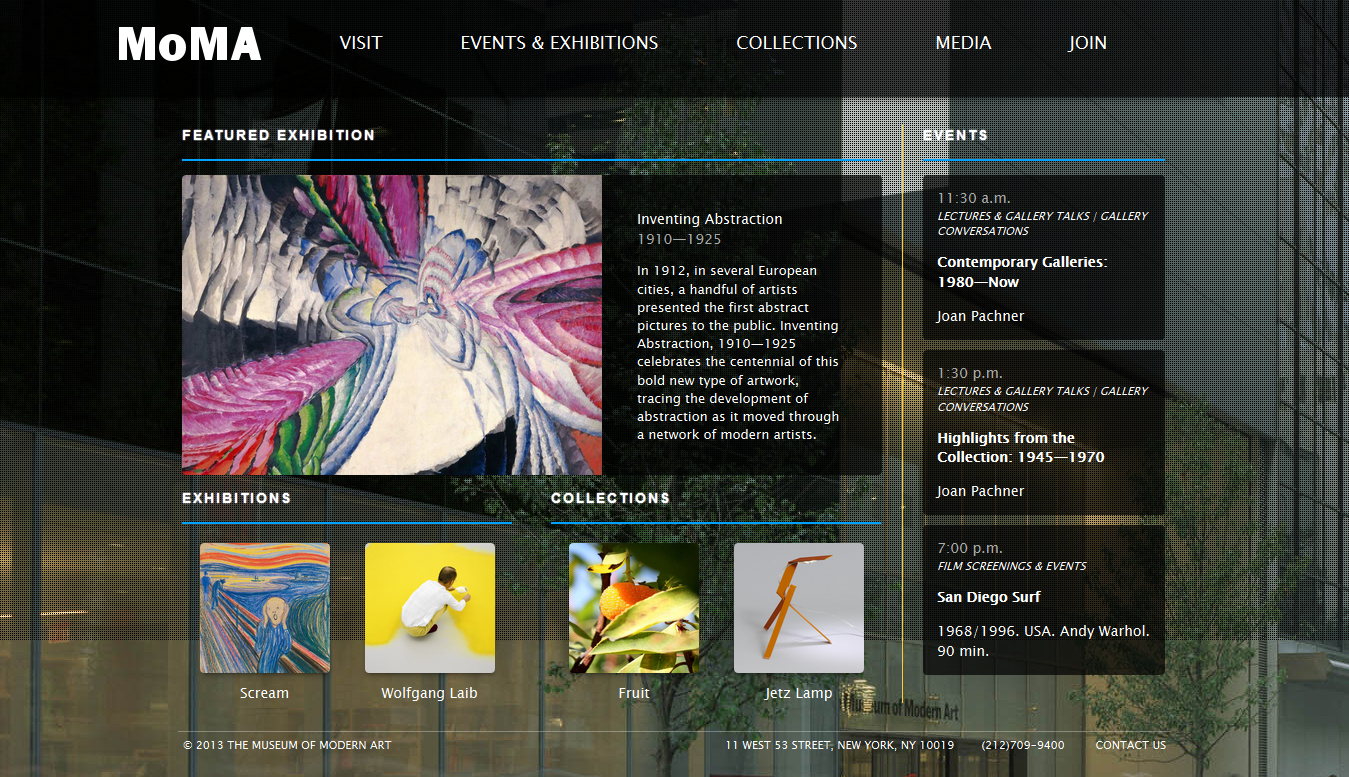 MoMA
VISIT
EVENTS & EXHIBITIONS
COLLECTIONS
MEDIA
JOIN
FEATURED EXHIBITION
Inventing Abstraction
1910—1925
In 1912, in several European
cities, a handful of artists
presented the first abstract
pictures to the public. Inventing
Abstraction, 1910—1925
celebrates the centennial of this
bold new type of artwork,
tracing the development of
abstraction as it moved through
a network of modern artists.
EXHIBITIONS
Scream
Wolfgang Laib
COLLECTIONS
Fruit
Jetz Lamp
EVENTS
11:30 a.m.
LECTURES & GALLERY TALKS | GALLERY
CONVERSATIONS
Contemporary Galleries:
1980—Now
Joan Pachner
1:30 p.m.
LECTURES & GALLERY TALKS | GALLERY
CONVERSATIONS
Highlights from the
Collection: 1945—1970
Joan Pachner
7:00 p.m.
FILM SCREENINGS & EVENTS
San Diego Surf
1968/1996. USA. Andy Warhol.
90 min.
Museum of Modern Art
© 2013 THE MUSEUM OF MODERN ART
11 WEST 53 STREET, NEW YORK, NY 10019
(212)709-9400
CONTACT US